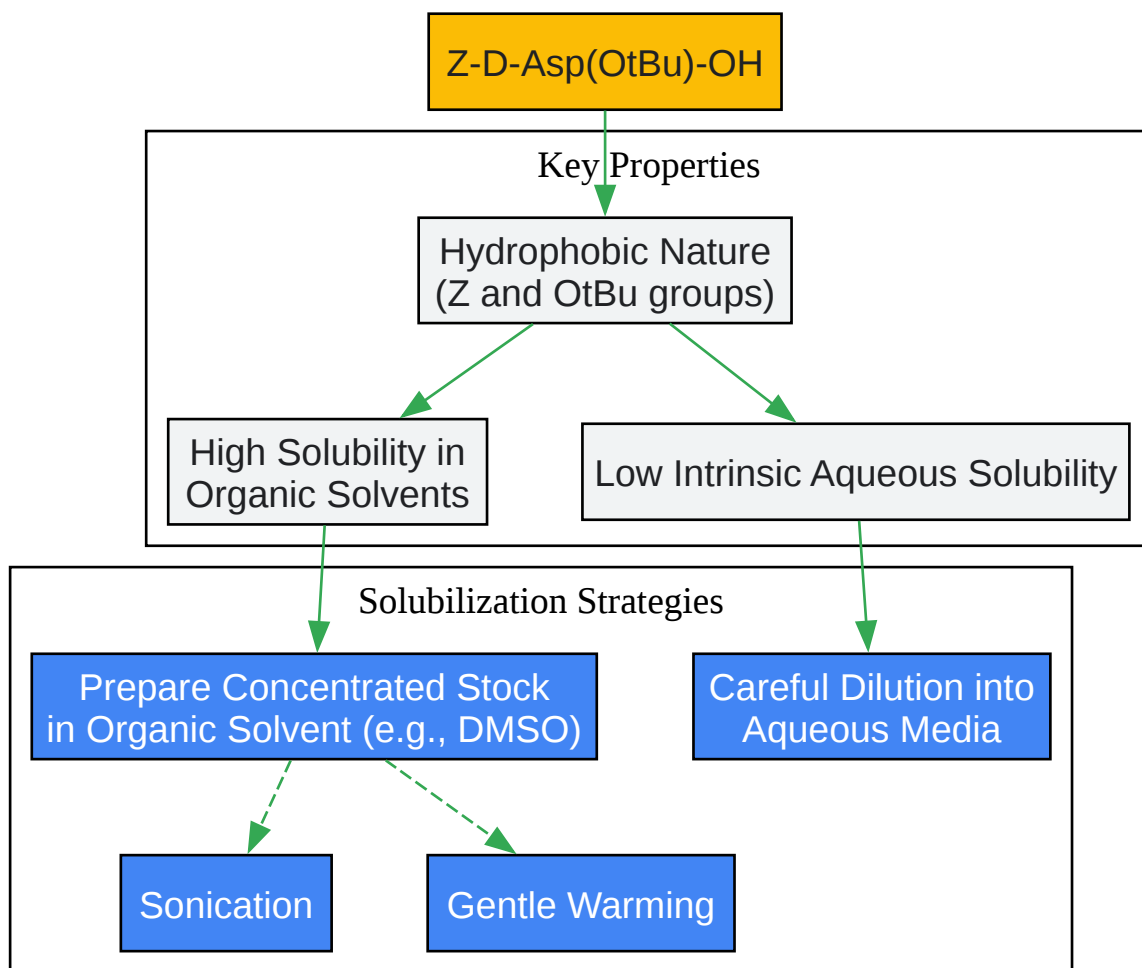 Z-D-Asp(OtBu)-OH
Key Properties
Hydrophobic Nature
(Z and OtBu groups)
High Solubility in
Organic Solvents
Low Intrinsic Aqueous Solubility
Solubilization Strategies
Prepare Concentrated Stock
in Organic Solvent (e.g., DMSO)
Careful Dilution into
Aqueous Media
Sonication
Gentle Warming